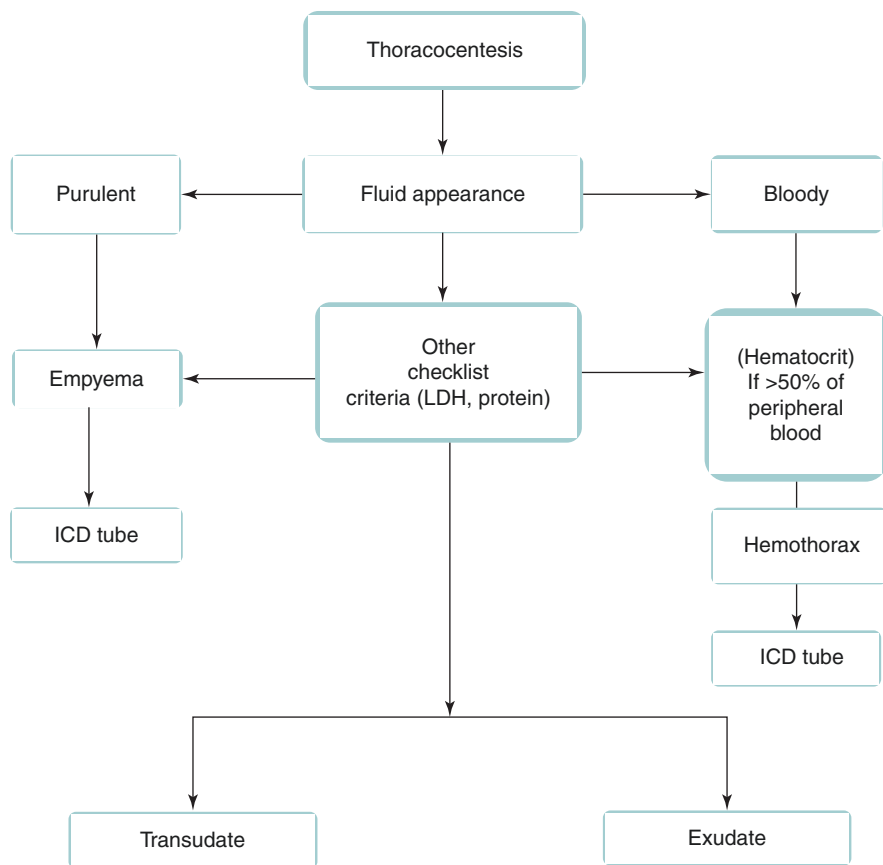 Thoracocentesis
Purulent
Fluid appearance
Bloody
Empyema
Other
checklist
criteria (LDH, protein)
(Hematocrit)
If >50% of
peripheral
blood
ICD tube
Hemothorax
ICD tube
Transudate
Exudate